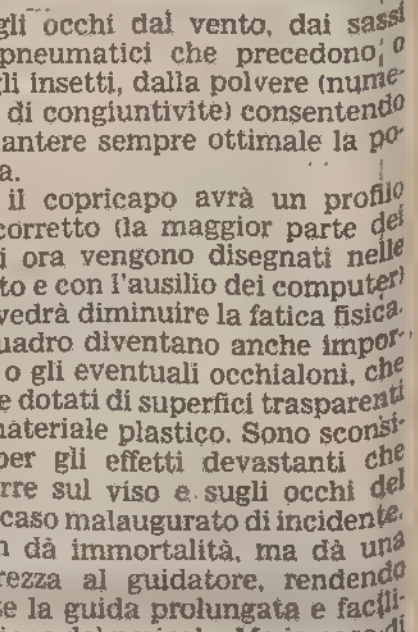 gli occhi dal vento, dai sassi
pneumatici che precedono, o
gli insetti, dalla polvere (nume-
di congiuntivite) consentendo
antere sempre ottimale la po-
a.
il copricapo avrà un profilo
corretto (la maggior parte dei
i ora vengono disegnati nelle
to e con l'ausilio dei computer)
vedrà diminuire la fatica fisica.
uadro diventano anche impor-
o gli eventuali occhialoni, che
e dotati di superfici trasparenti
materiale plastico. Sono sconsi-
per gli effetti devastanti che
rre sul viso e sugli occhi del
caso malaugurato di incidente.
n dà immortalità, ma dà una
rezza al guidatore, rendendo
se la guida prolungata e facili-